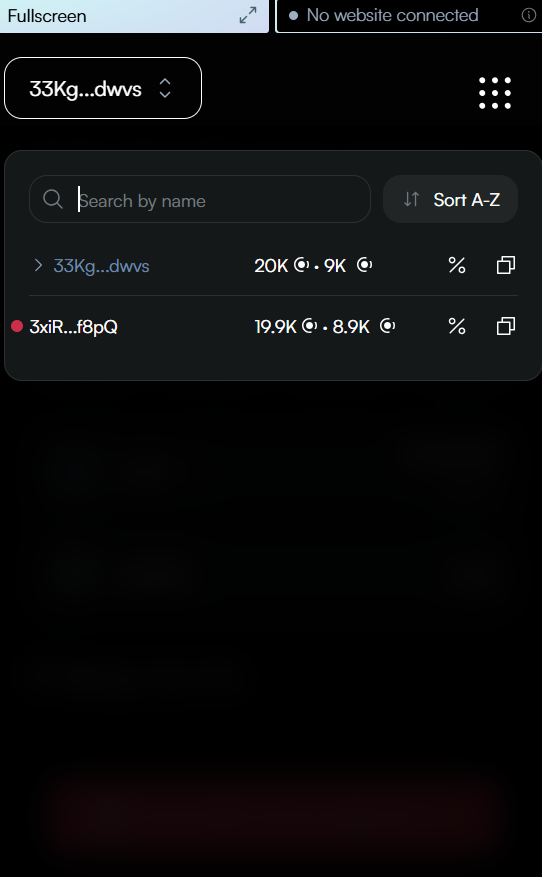 Fullscreen
No website connected
33Kg...dwvs
Search by name
Sort A-Z
33Kg...dwvs 20K · 9K
3xiR...f8pQ 19.9K · 8.9K